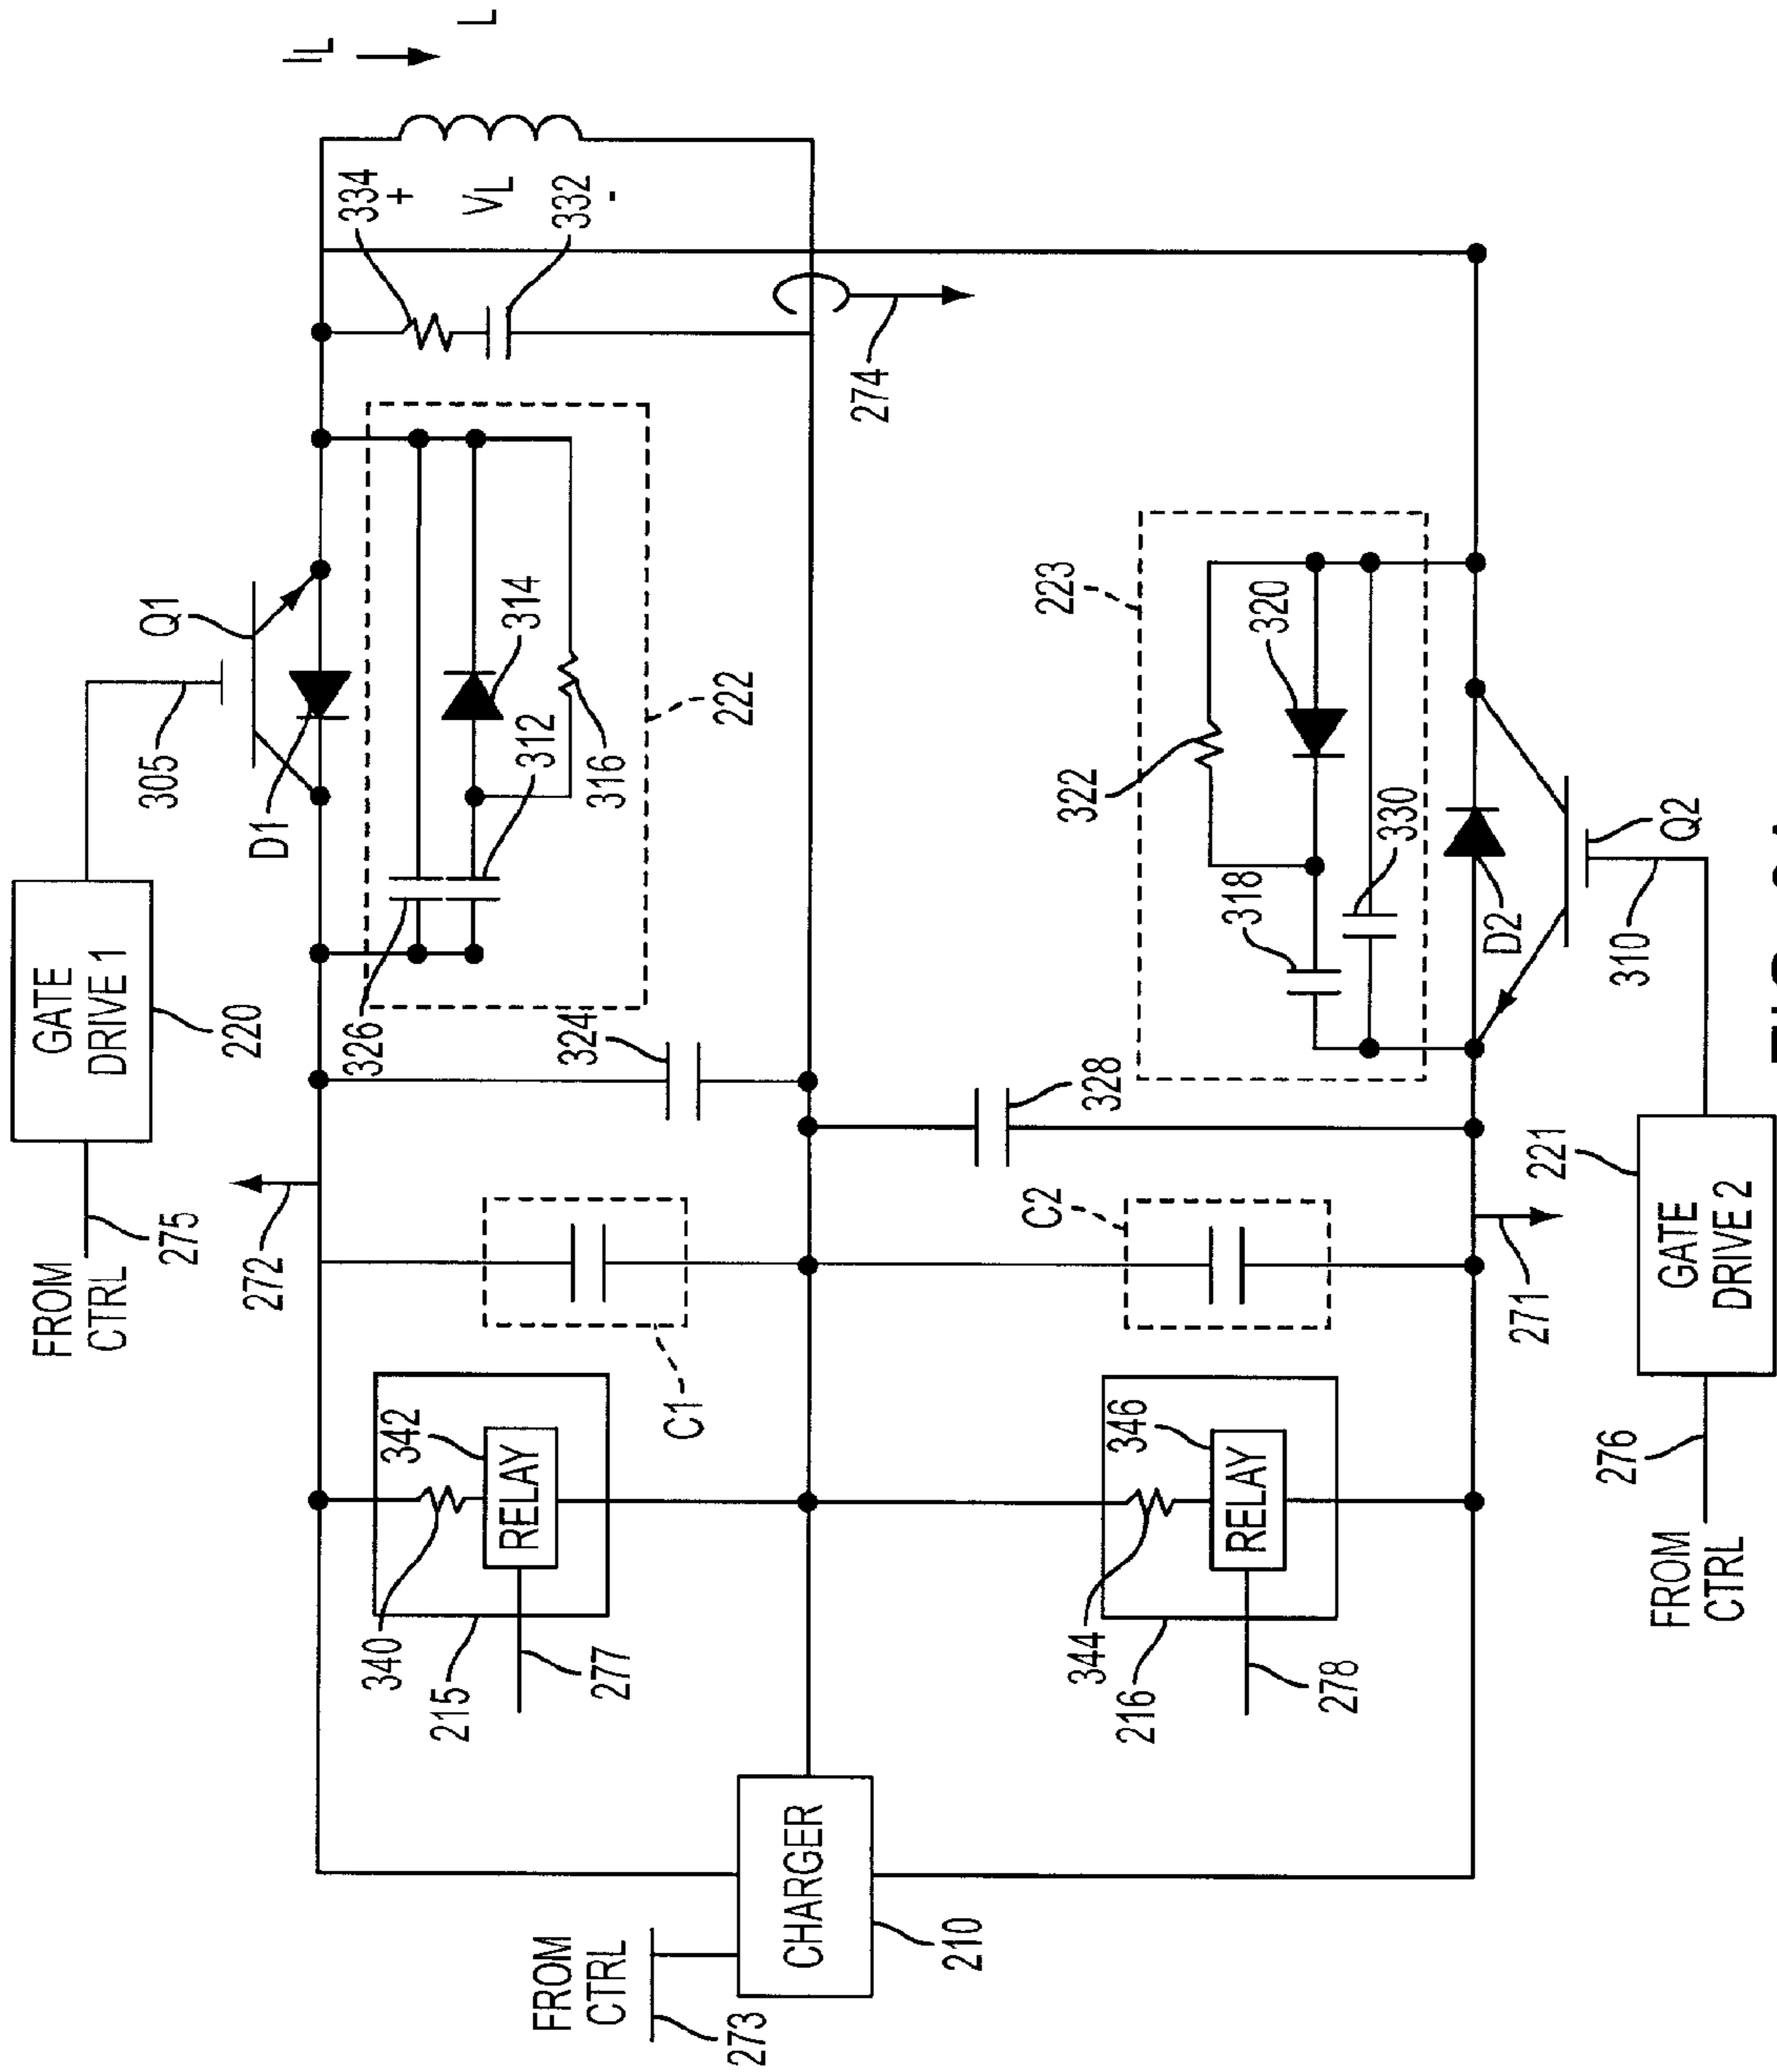 I_L
L
334
+
V_L
332
-
274
Q1
305
D1
314
312
316
222
GATE
DRIVE 1
220
FROM
CTRL
275
272
326
324
328
223
320
322
318
330
D2
Q2
310
C1
C2
271
221
GATE
DRIVE 2
276
FROM
CTRL
342
RELAY
340
215
277
346
RELAY
344
216
278
CHARGER
210
FROM
CTRL
273